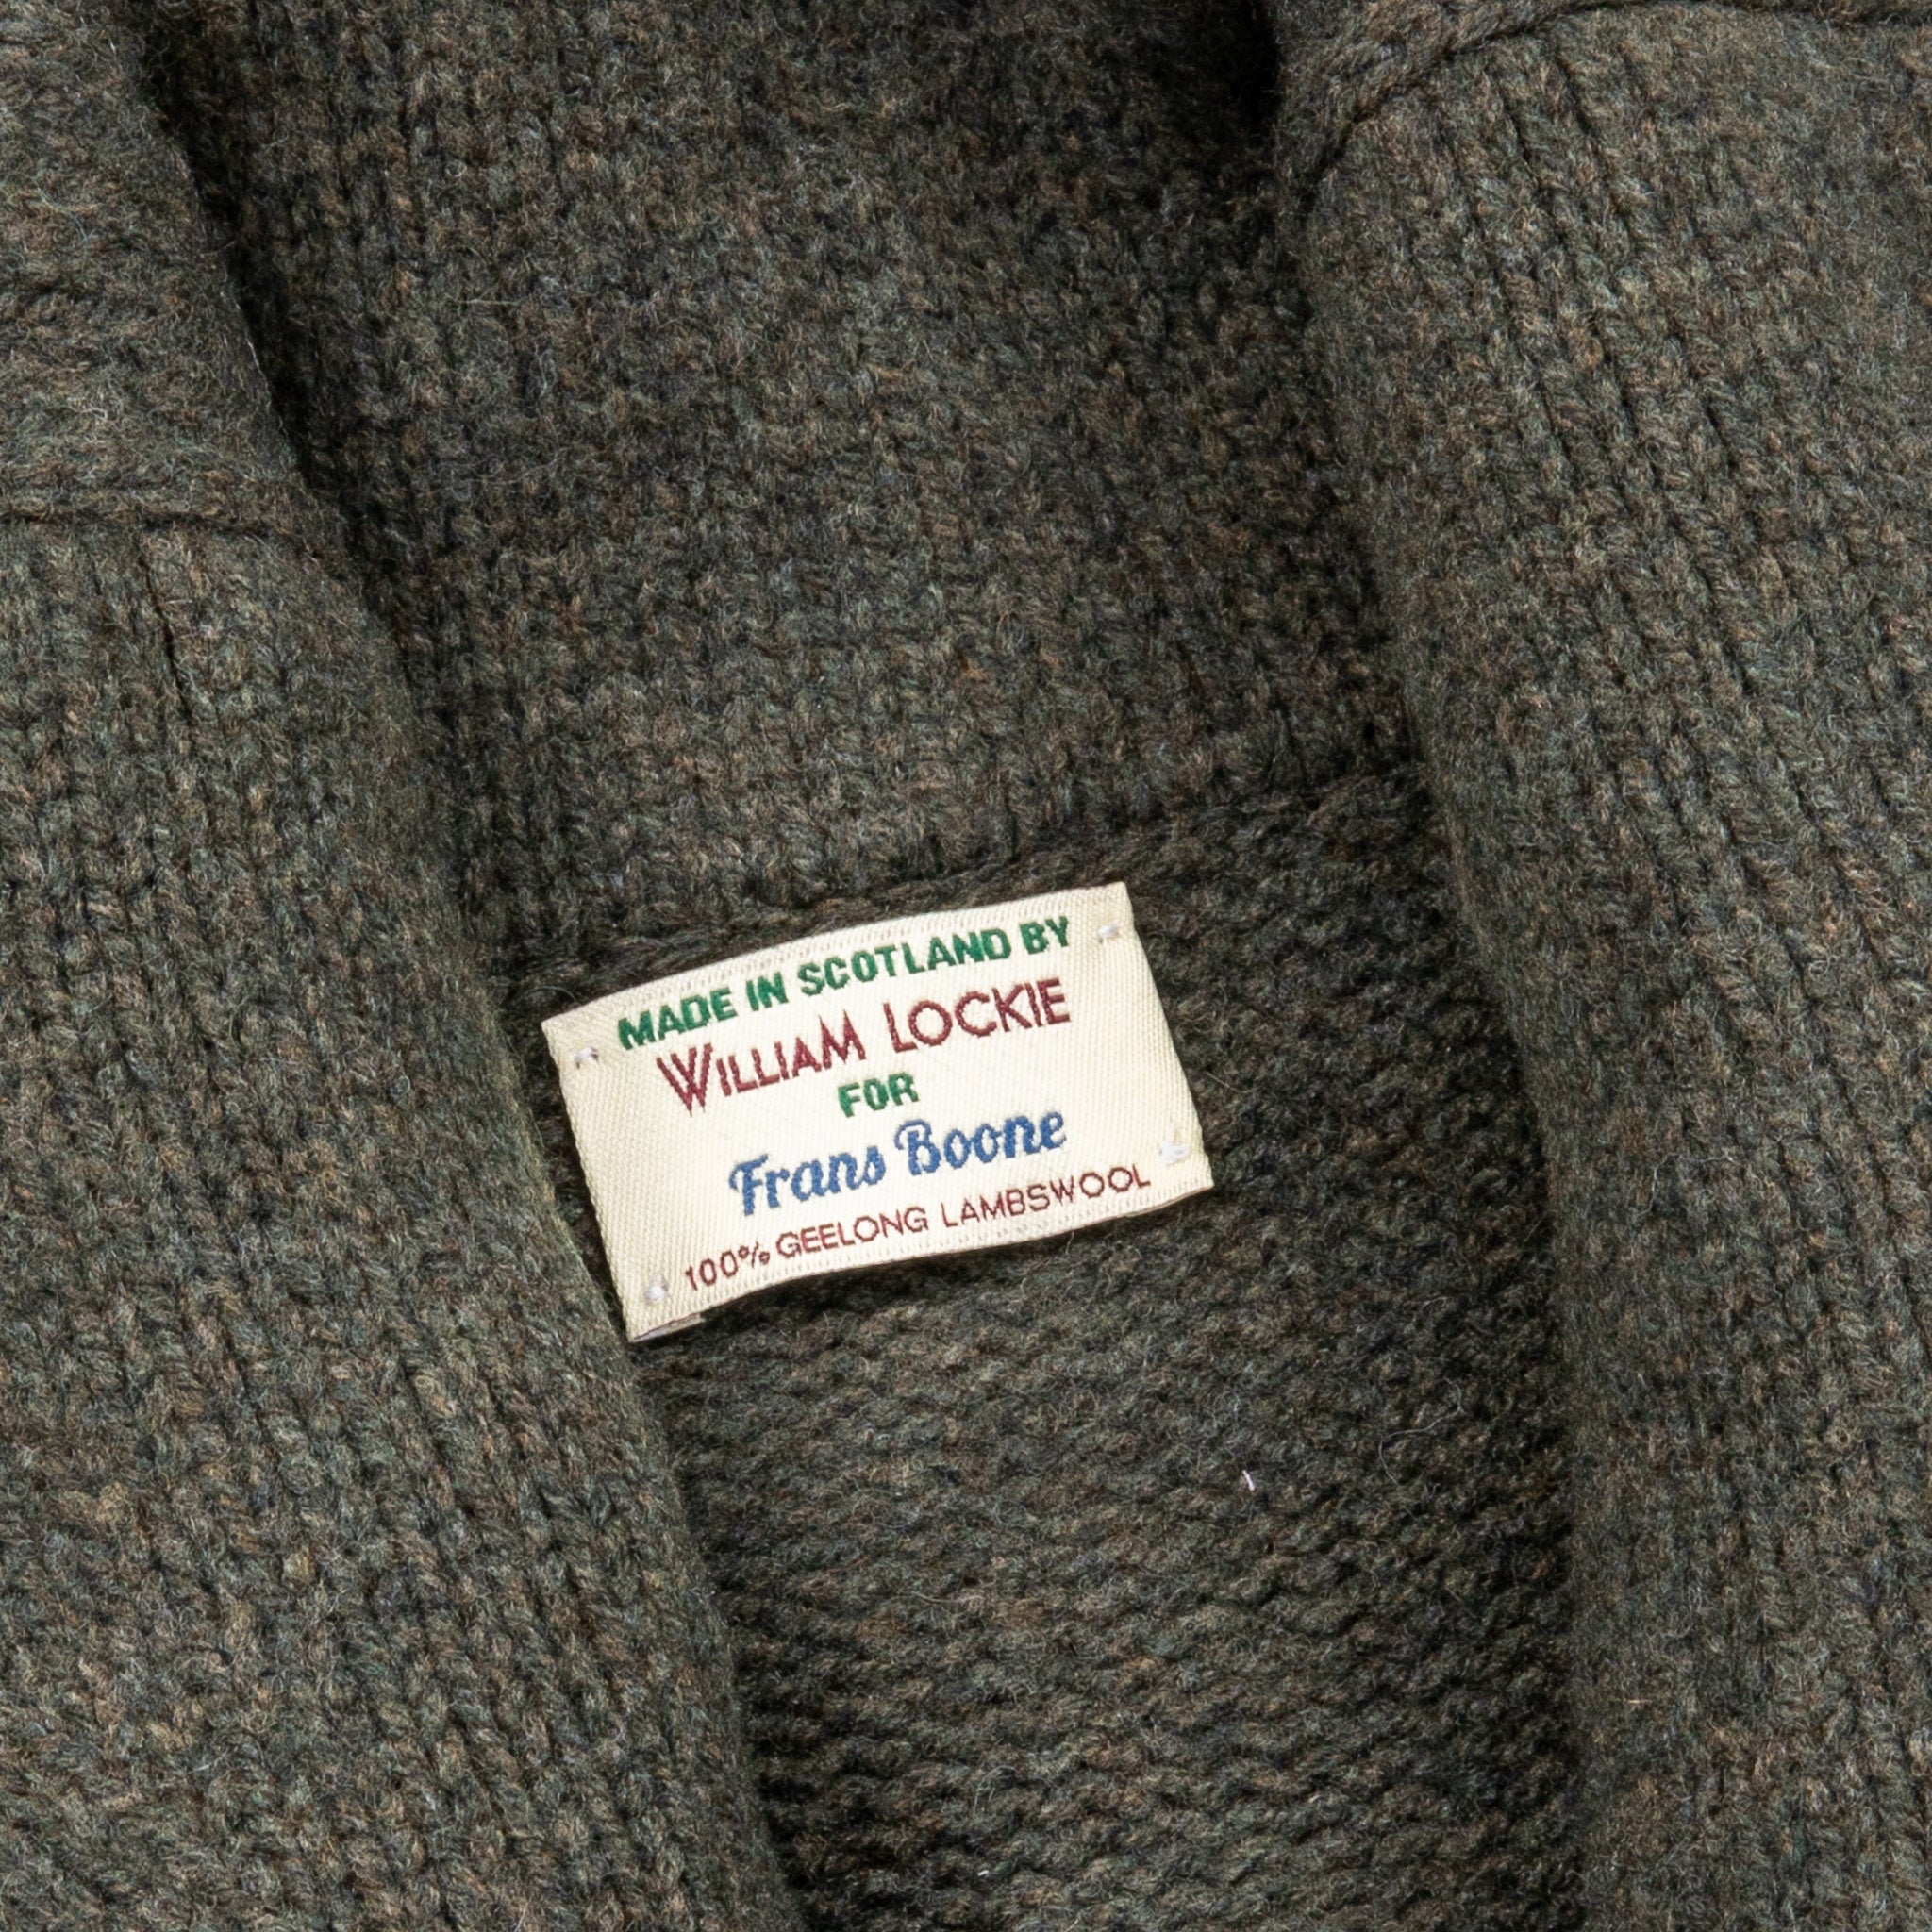 MADE IN SCOTLAND BY
WILLIAM LOCKIE
FOR
Frans Boone
100% GEELONG LAMBSWOOL